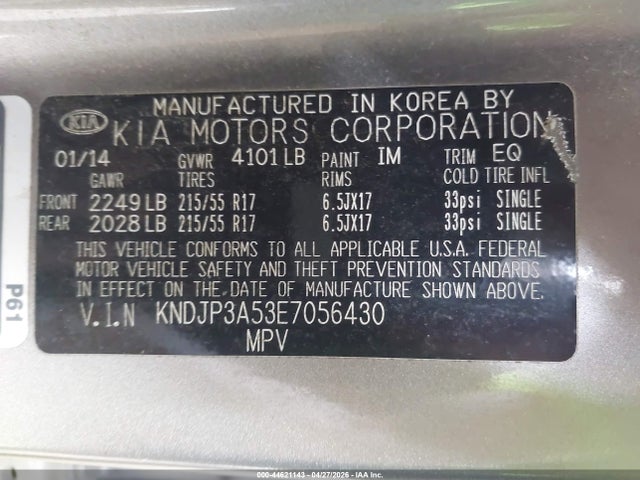 MANUFACTURED IN KOREA BY
KIA KIA MOTORS CORPORATION
01/14 GVWR 4101 LB PAINT IM TRIM EQ
GAWR TIRES RIMS COLD TIRE INFL
FRONT 2249 LB 215/55 R17 6.5JX17 33psi SINGLE
REAR 2028 LB 215/55 R17 6.5JX17 33psi SINGLE
THIS VEHICLE CONFORMS TO ALL APPLICABLE U.S.A. FEDERAL
MOTOR VEHICLE SAFETY AND THEFT PREVENTION STANDARDS
IN EFFECT ON THE DATE OF MANUFACTURE SHOWN ABOVE.
V.I.N KNDJP3A53E7056430
MPV
P61
000-44621143 - 04/27/2026 - IAA Inc.